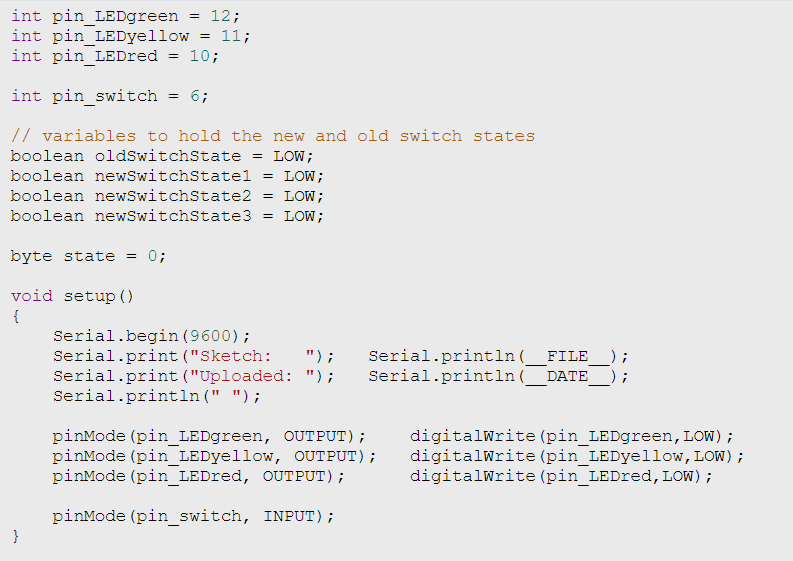 int pin_LEDgreen = 12;
int pin_LEDyellow = 11;
int pin_LEDred = 10;
int pin_switch = 6;
// variables to hold the new and old switch states
boolean oldSwitchState = LOW;
boolean newSwitchState1 = LOW;
boolean newSwitchState2 = LOW;
boolean newSwitchState3 = LOW;
byte state = 0;
void setup()
{
    Serial.begin(9600);
    Serial.print("Sketch:   ");   Serial.println(__FILE__);
    Serial.print("Uploaded: ");   Serial.println(__DATE__);
    Serial.println(" ");
    pinMode(pin_LEDgreen, OUTPUT);    digitalWrite(pin_LEDgreen,LOW);
    pinMode(pin_LEDyellow, OUTPUT);   digitalWrite(pin_LEDyellow,LOW);
    pinMode(pin_LEDred, OUTPUT);      digitalWrite(pin_LEDred,LOW);
    pinMode(pin_switch, INPUT);
}